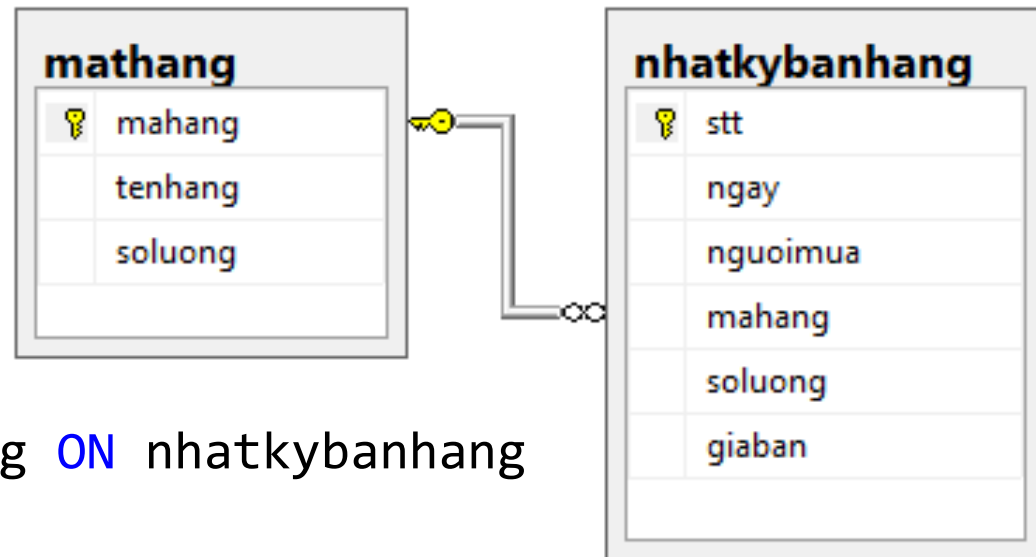 mathang
mahang
tenhang
soluong
nhatkybanhang
stt
ngay
nguoimua
mahang
soluong
giaban
g ON nhatkybanhang